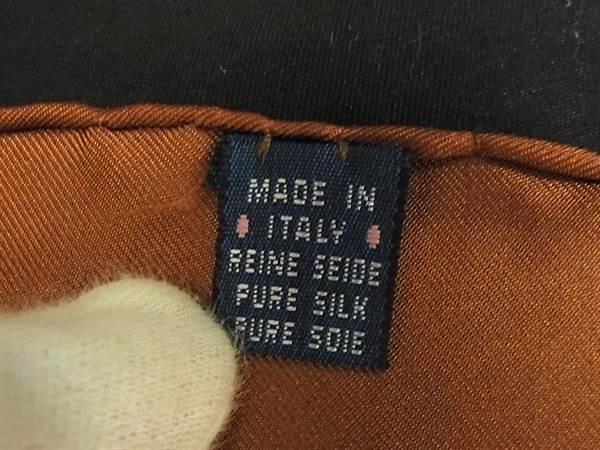 MADE IN
ITALY
REINE SEIDE
PURE SILK
PURE SOIE